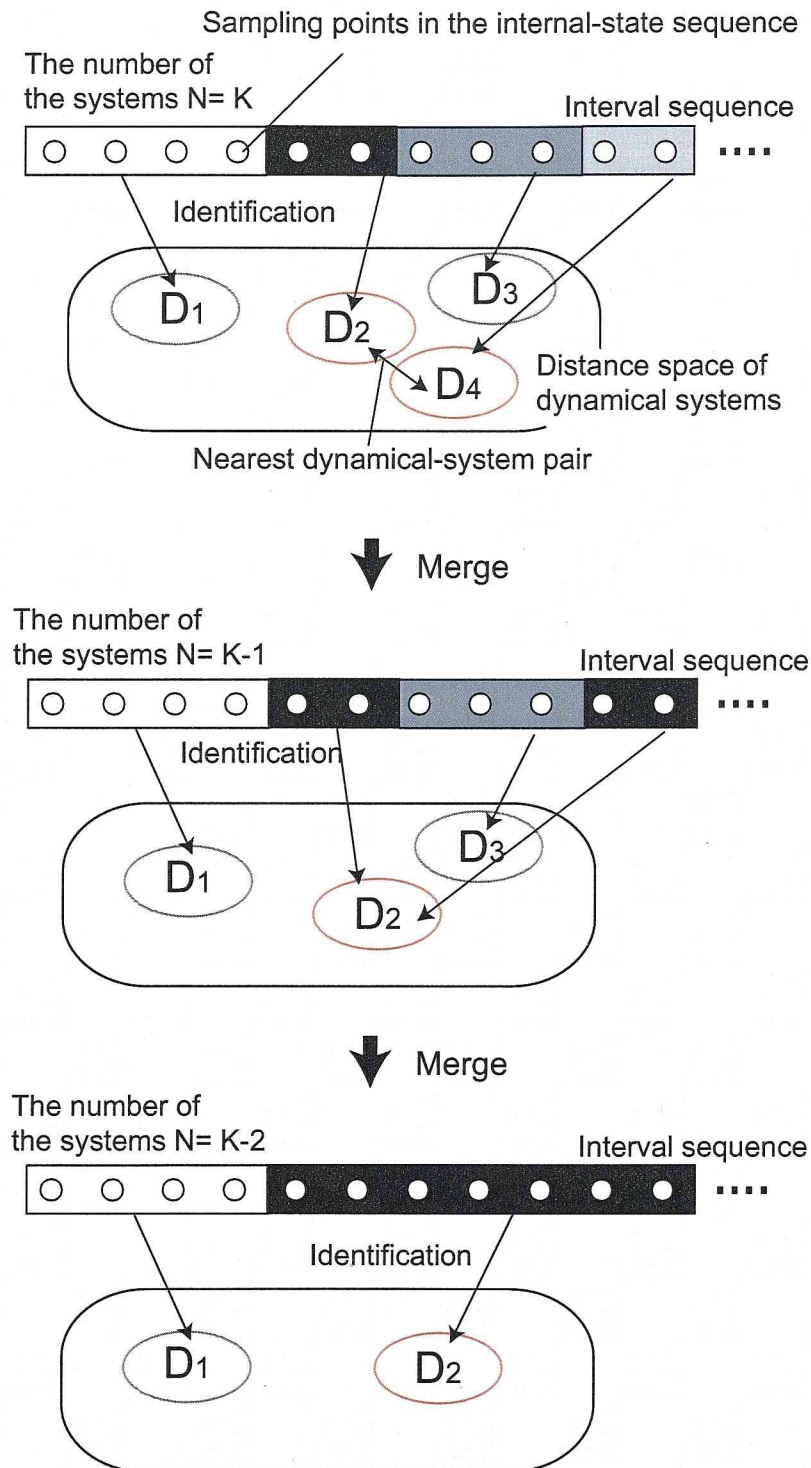 Sampling points in the internal-state sequence
The number of
the systems N= K
Interval sequence
....
Identification
D1
D2
D3
D4
Distance space of
dynamical systems
Nearest dynamical-system pair
Merge
The number of
the systems N= K-1
Interval sequence
....
Identification
D1
D2
D3
Merge
The number of
the systems N= K-2
Interval sequence
....
Identification
D1
D2